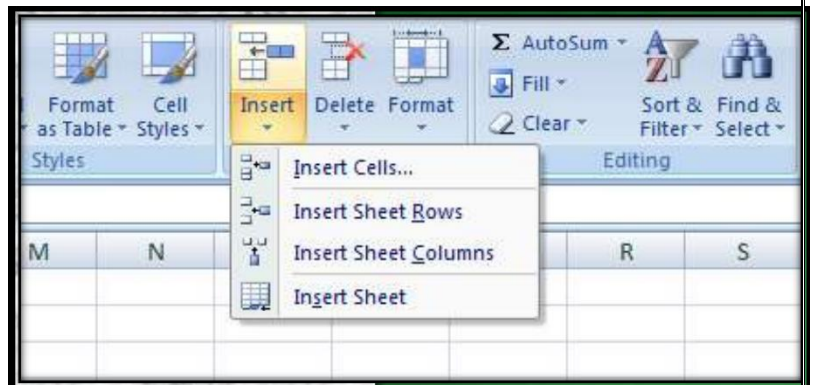 Format as Table
Cell Styles
Insert
Delete
Format
Σ AutoSum
Fill
Clear
Sort & Filter
Find & Select
Styles
Editing
Insert Cells...
Insert Sheet Rows
Insert Sheet Columns
Insert Sheet
M N R S